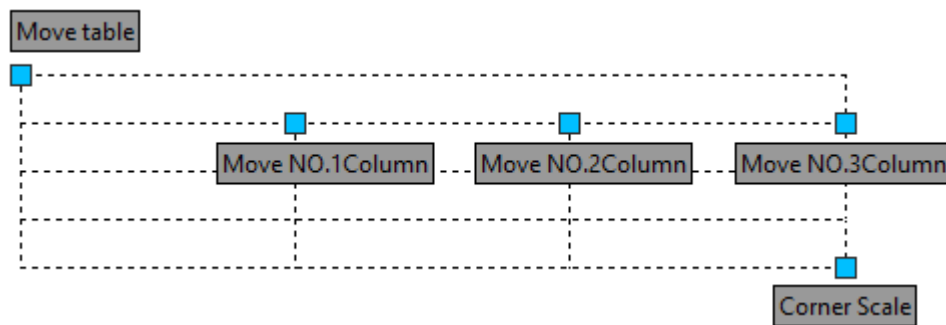 Move table
Move NO.1Column
Move NO.2Column
Move NO.3Column
Corner Scale